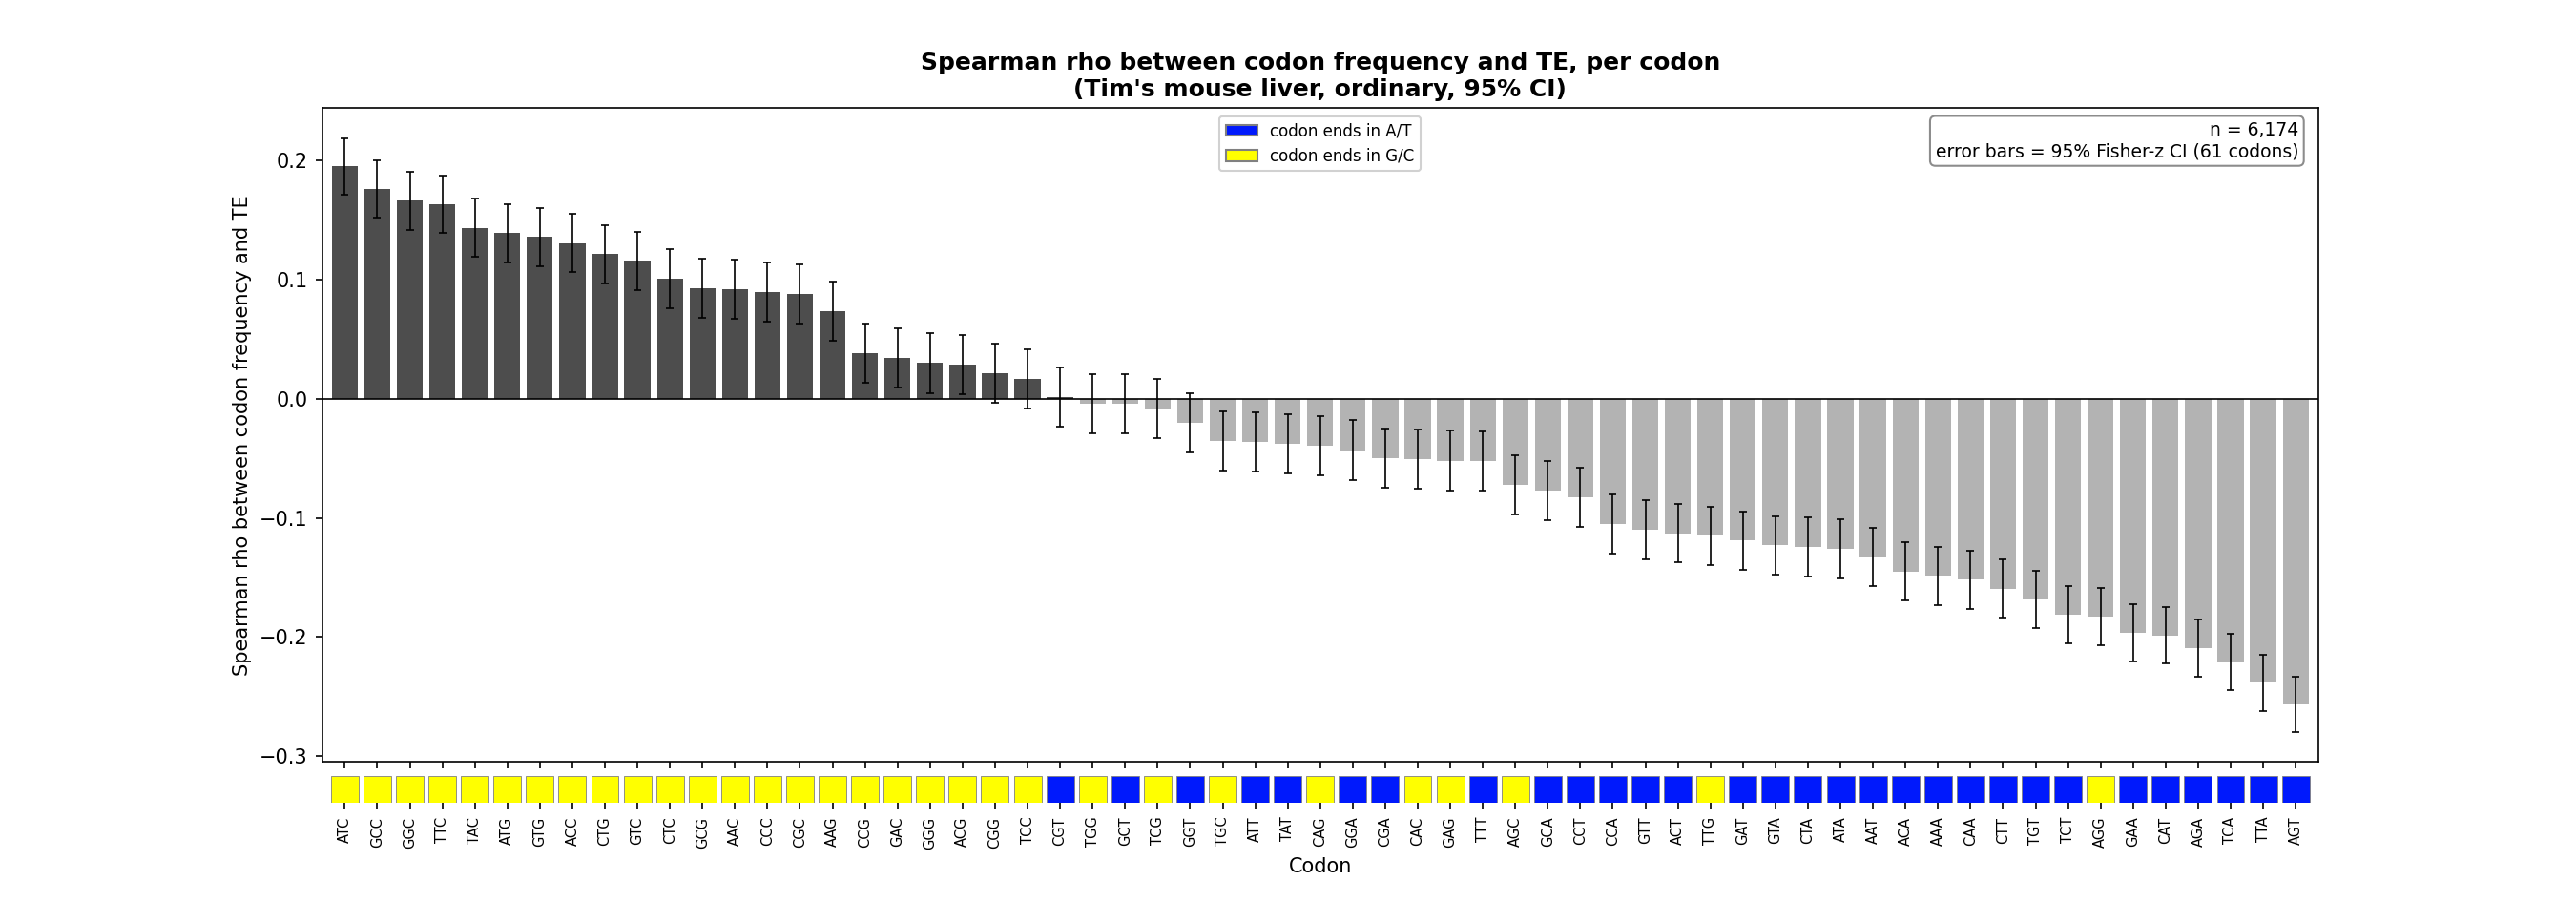 Spearman rho between codon frequency and TE, per codon
(Tim's mouse liver, ordinary, 95% CI)
codon ends in A/T
codon ends in G/C
n = 6,174
error bars = 95% Fisher-z CI (61 codons)
Spearman rho between codon frequency and TE
0.2
0.1
0.0
−0.1
−0.2
−0.3
ATC GCC GGC TTC TAC ATG GTG ACC CTG GTC CTC GCG AAC CCC CGC AAG CCG GAC GGG ACG CGG TCC CGT TGG GCT TCG GGT TGC ATT TAT CAG GGA CGA CAC GAG TTT AGC GCA CCT CCA GTT ACT TTG GAT GTA CTA ATA AAT ACA AAA CAA CTT TGT TCT AGG GAA CAT AGA TCA TTA AGT
Codon